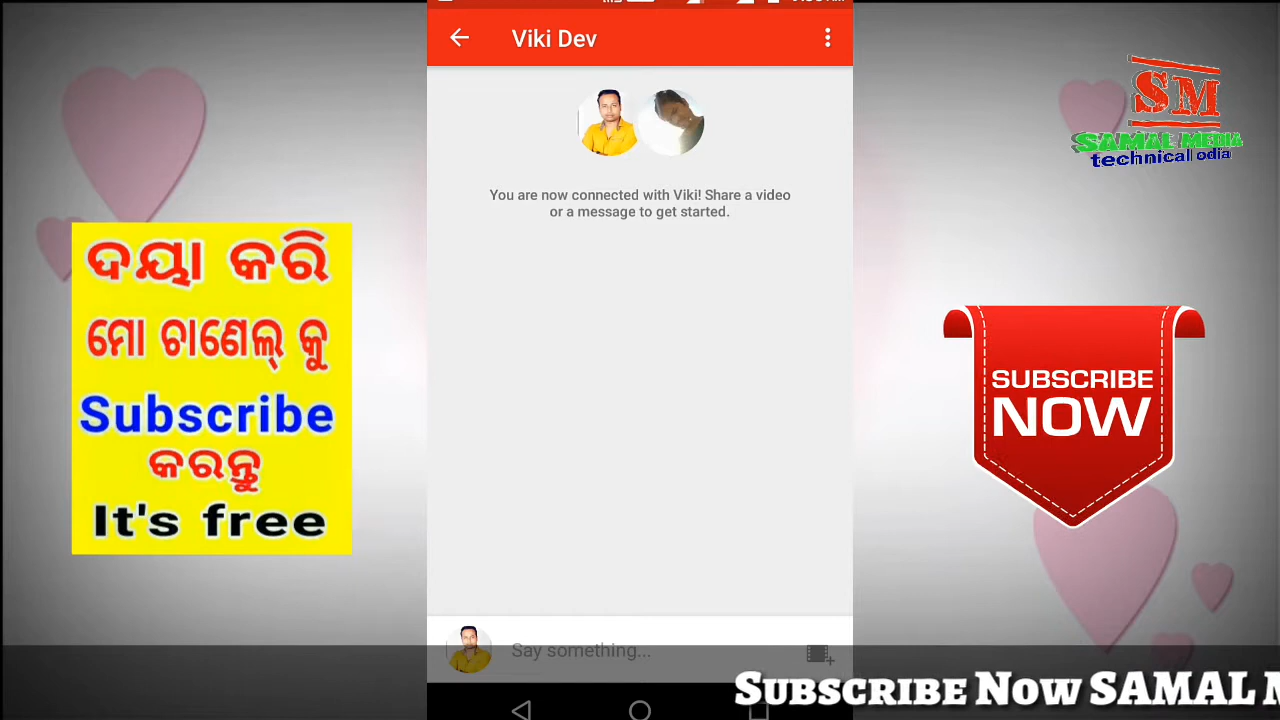 Viki Dev
You are now connected with Viki! Share a video
or a message to get started.
Say something...
SM
SAMAL MEDIA
technical odia
ଦୟା କରି
ମୋ ଚାଣେଲ୍ କୁ
Subscribe
କରନ୍ତୁ
It's free
SUBSCRIBE
NOW
SUBSCRIBE NOW SAMAL